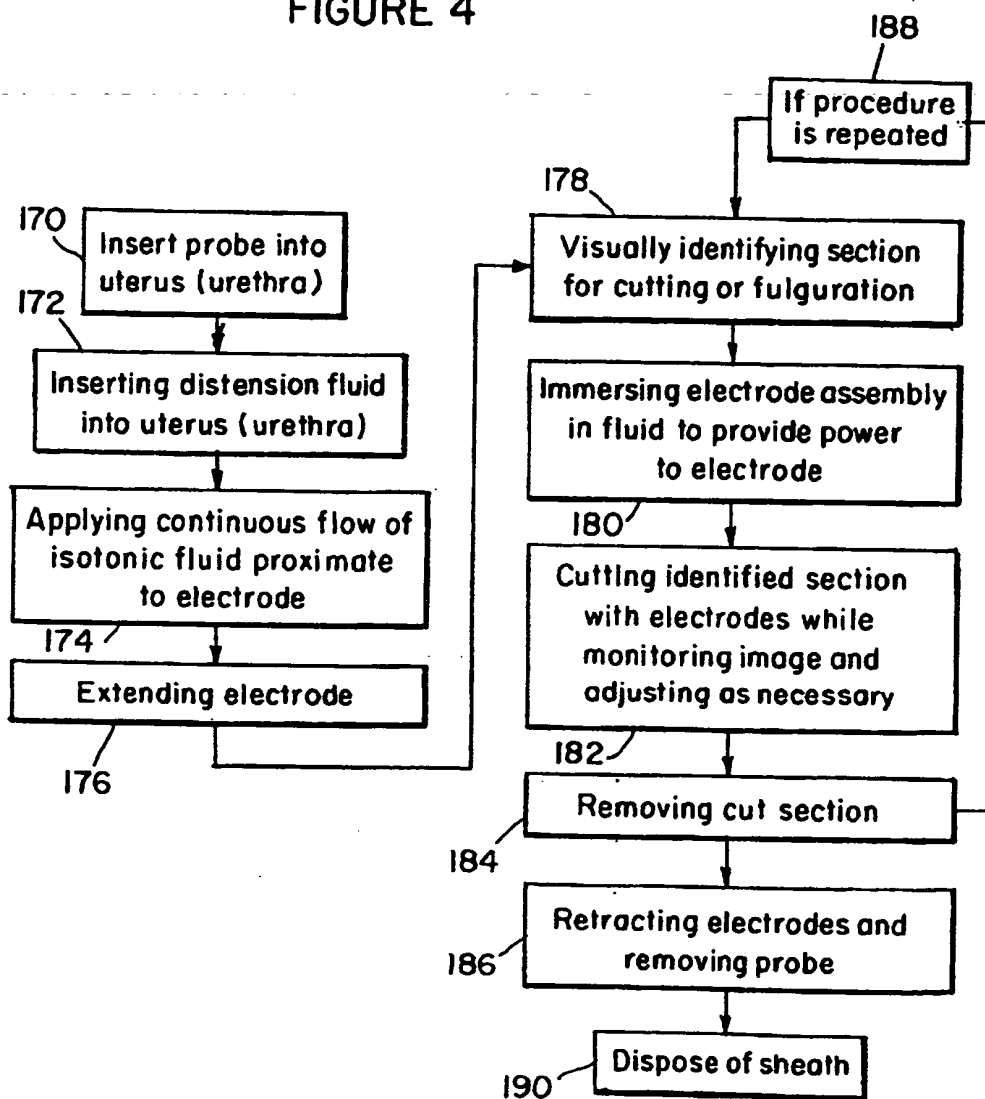 FIGURE 4
170
Insert probe into
uterus (urethra)
172
Inserting distension fluid
into uterus (urethra)
Applying continuous flow of
isotonic fluid proximate
to electrode
174
Extending electrode
176
188
If procedure
is repeated
178
Visually identifying section
for cutting or fulguration
Immersing electrode assembly
in fluid to provide power
to electrode
180
Cutting identified section
with electrodes while
monitoring image and
adjusting as necessary
182
Removing cut section
184
Retracting electrodes and
removing probe
186
Dispose of sheath
190